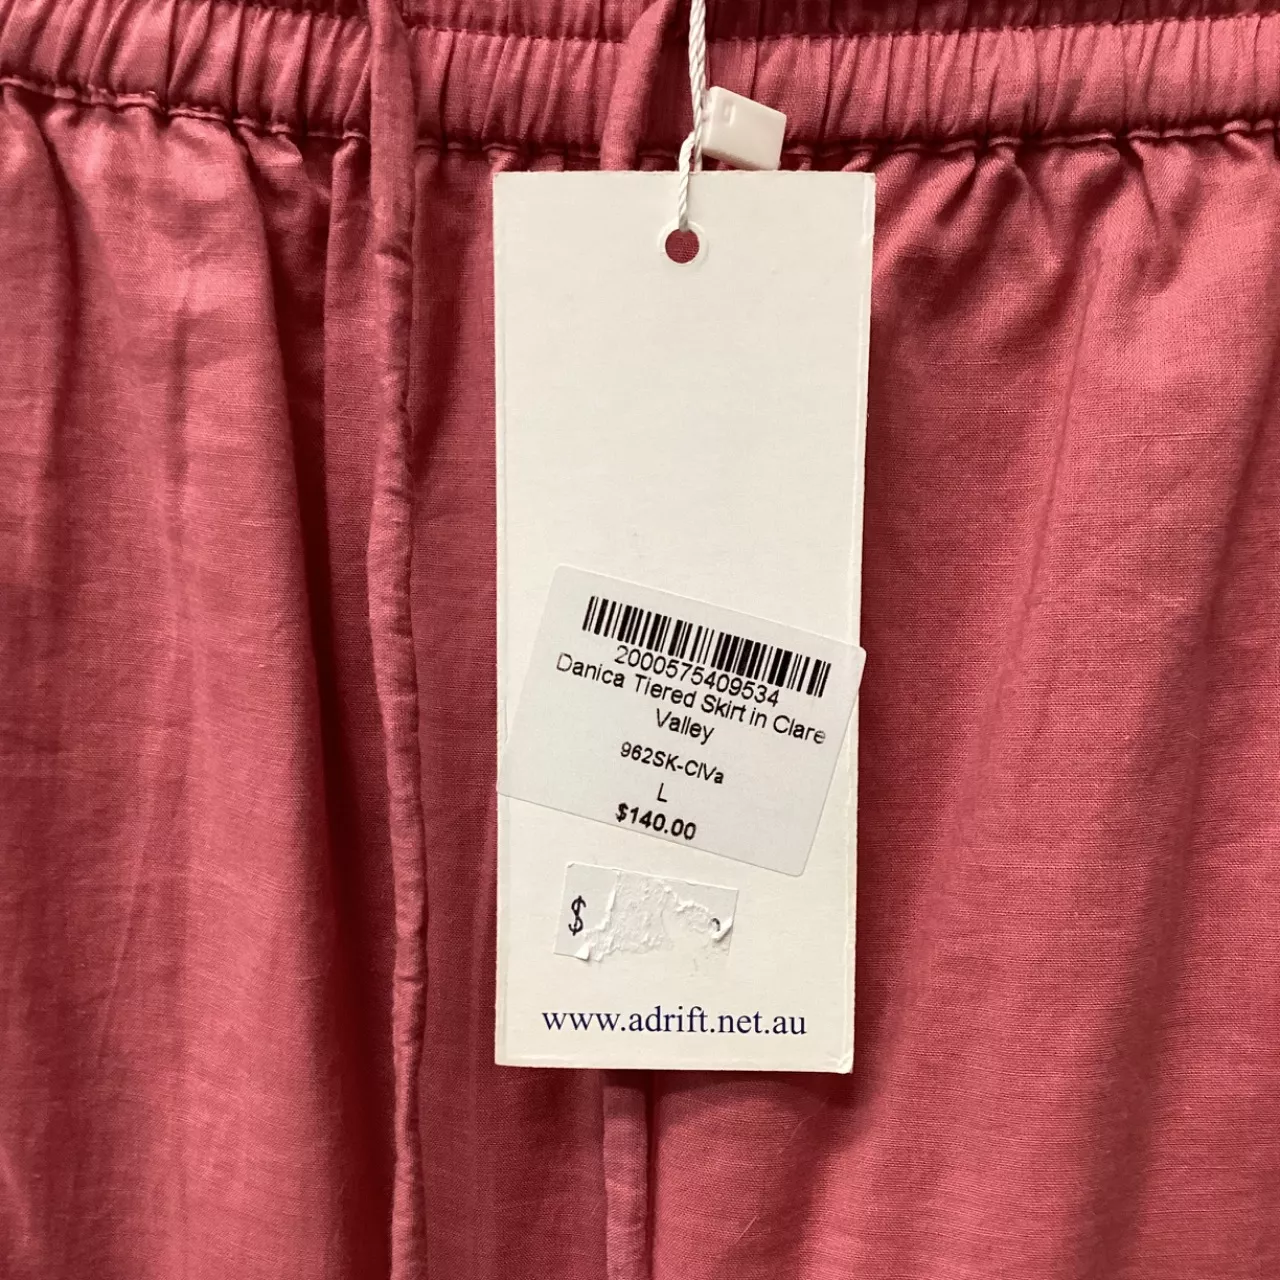 2000575409534
Danica Tiered Skirt in Clare
Valley
962SK-ClVa
L
$140.00
$
www.adrift.net.au